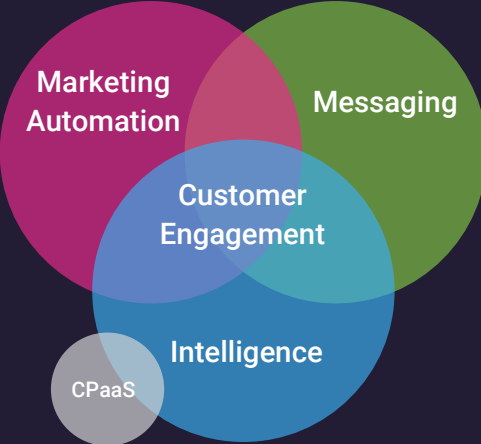 Marketing
Automation
Messaging
Customer
Engagement
Intelligence
CPaaS